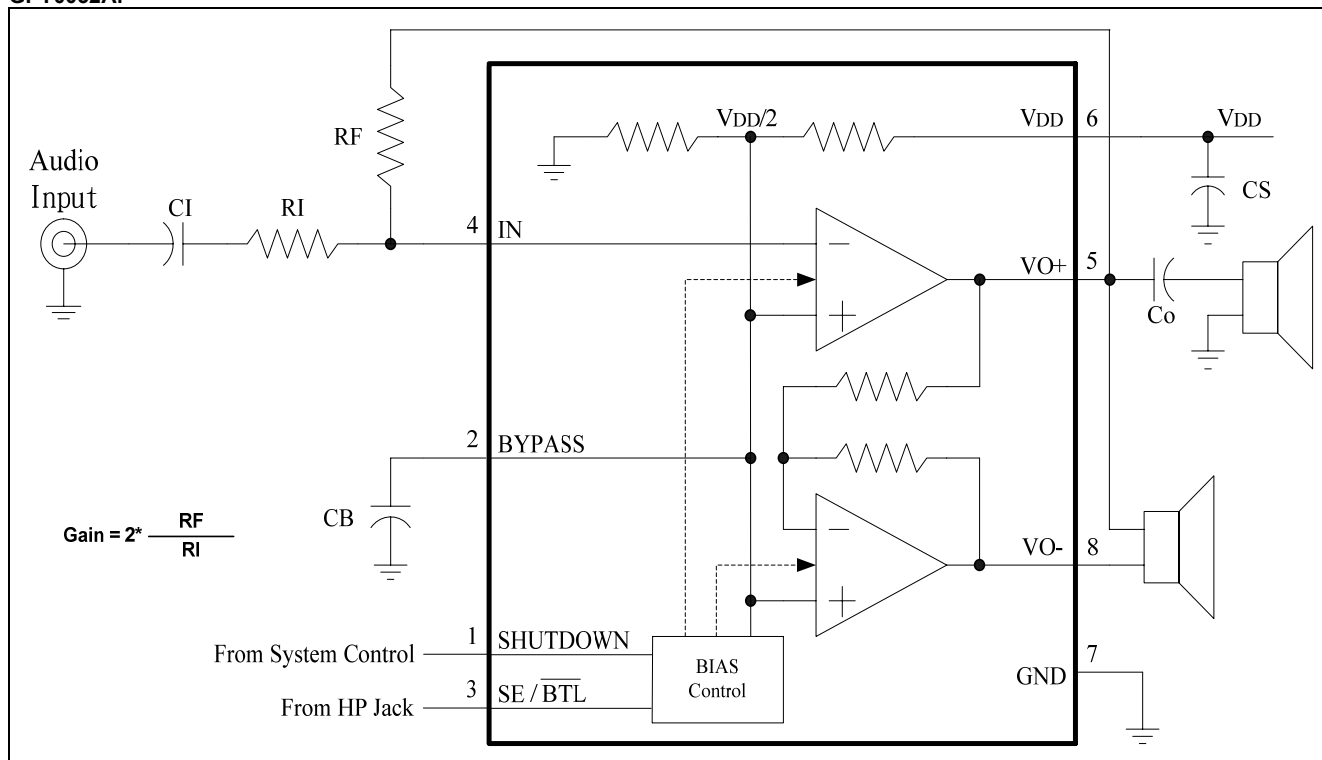 RF
VDD/2
VDD
6
VDD
Audio
Input
CI
RI
4
IN
CS
−
VO+
5
+
Co
2
BYPASS
CB
Gain = 2* RF
RI
−
VO-
8
+
1
SHUTDOWN
From System Control
BIAS
Control
7
GND
3
SE / BTL
From HP Jack